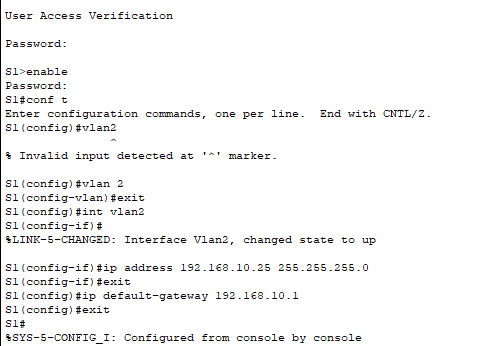 User Access Verification
Password:
S1>enable
Password:
S1#conf t
Enter configuration commands, one per line.  End with CNTL/Z.
S1(config)#vlan2
^
% Invalid input detected at '^' marker.
S1(config)#vlan 2
S1(config-vlan)#exit
S1(config)#int vlan2
S1(config-if)#
%LINK-5-CHANGED: Interface Vlan2, changed state to up
S1(config-if)#ip address 192.168.10.25 255.255.255.0
S1(config-if)#exit
S1(config)#ip default-gateway 192.168.10.1
S1(config)#exit
S1#
%SYS-5-CONFIG_I: Configured from console by console